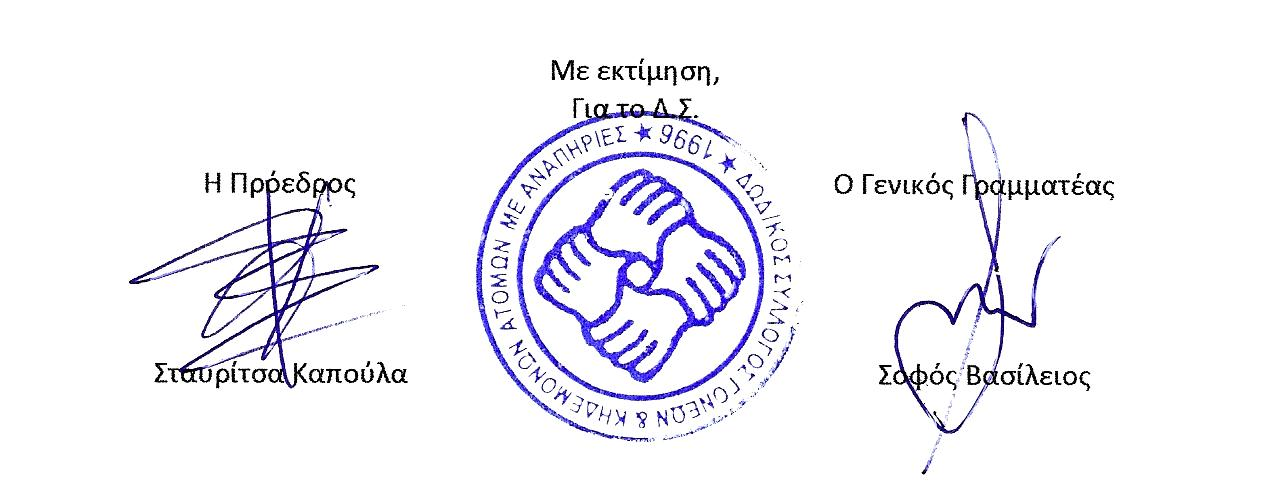 Με εκτίμηση,
Για το Δ.Σ.
Η Πρόεδρος
Ο Γενικός Γραμματέας
ΔΩΔ/ΚΟΣ ΣΥΛΛΟΓΟΣ ΓΟΝΕΩΝ & ΚΗΔΕΜΟΝΩΝ ΑΤΟΜΩΝ ΜΕ ΑΝΑΠΗΡΙΕΣ ★ 1996 ★
Σταυρίτσα Καπούλα
Σοφός Βασίλειος